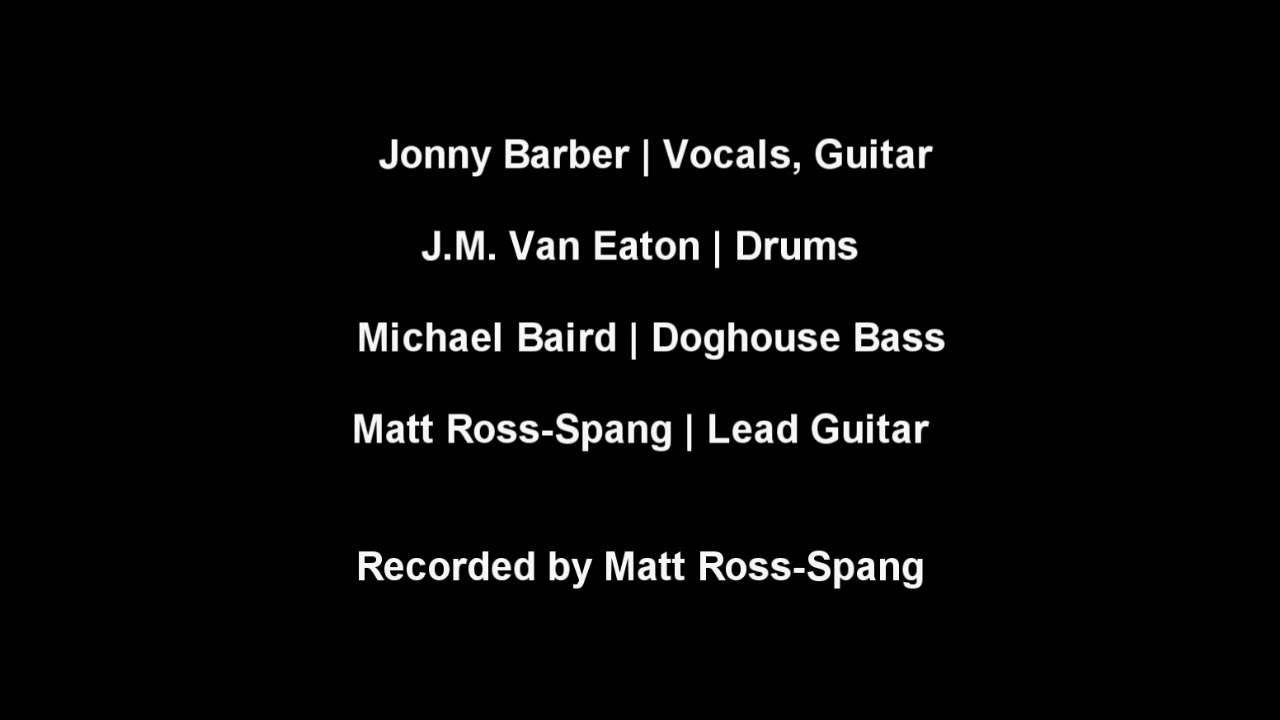 Jonny Barber | Vocals, Guitar
J.M. Van Eaton | Drums
Michael Baird | Doghouse Bass
Matt Ross-Spang | Lead Guitar
Recorded by Matt Ross-Spang